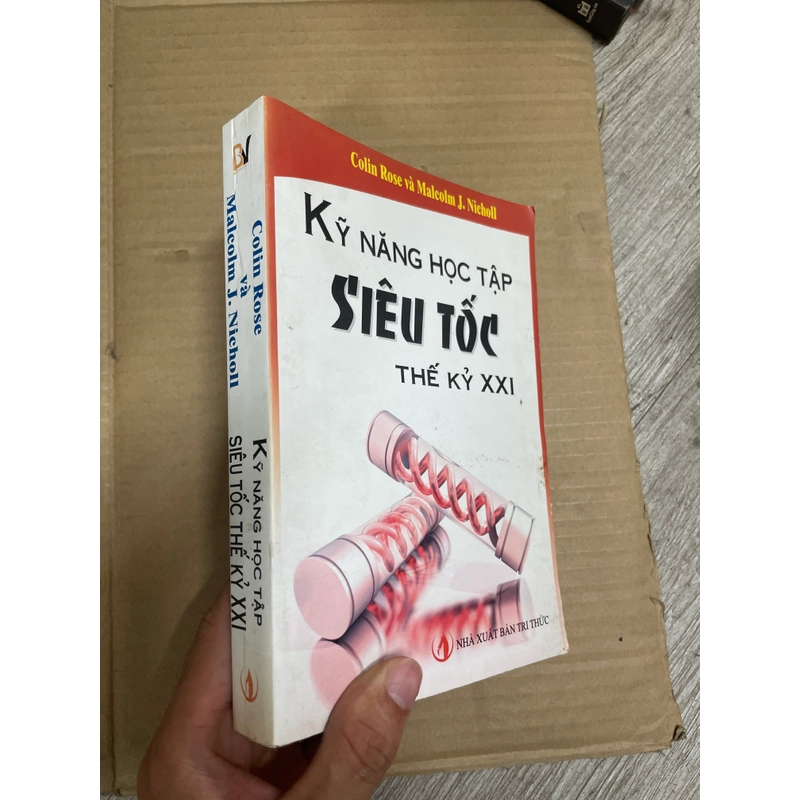 Colin Rose và Malcolm J. Nicholl
KỸ NĂNG HỌC TẬP
SIÊU TỐC
THẾ KỶ XXI
NHÀ XUẤT BẢN TRI THỨC
BV
Colin Rose
và
Malcolm J. Nicholl
KỸ NĂNG HỌC TẬP
SIÊU TỐC THẾ KỶ XXI